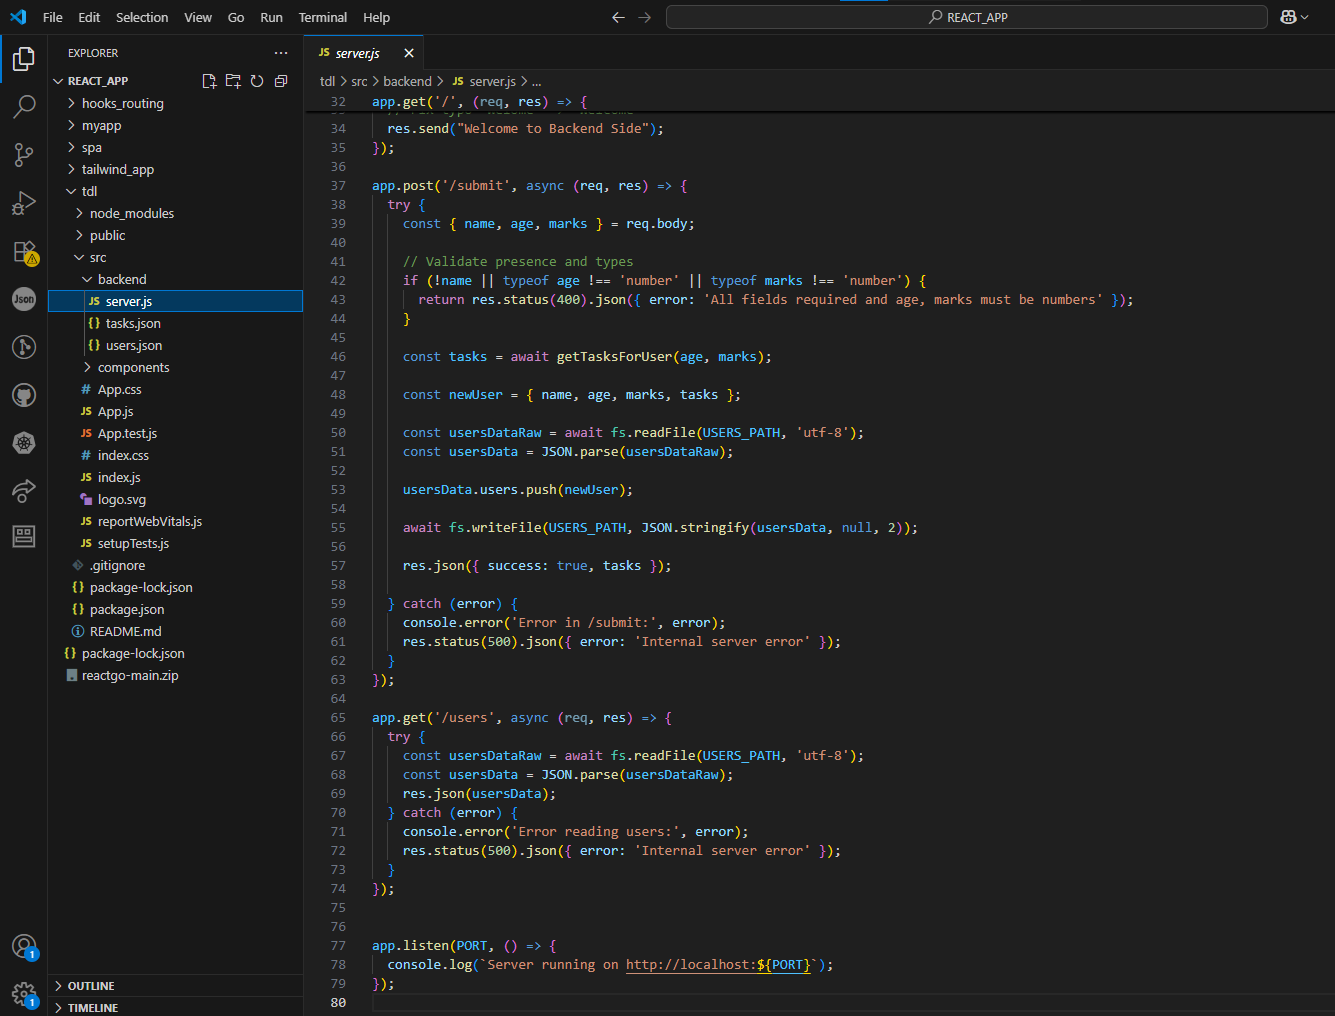 File Edit Selection View Go Run Terminal Help
REACT_APP
EXPLORER
REACT_APP
hooks_routing
myapp
spa
tailwind_app
tdl
node_modules
public
src
backend
JS server.js
{} tasks.json
{} users.json
components
# App.css
JS App.js
JS App.test.js
# index.css
JS index.js
logo.svg
JS reportWebVitals.js
JS setupTests.js
.gitignore
{} package-lock.json
{} package.json
README.md
{} package-lock.json
reactgo-main.zip
OUTLINE
TIMELINE
Json
1
1
JS server.js
tdl > src > backend > JS server.js > ...
32 app.get('/', (req, res) => {
34 res.send("Welcome to Backend Side");
35 });
36
37 app.post('/submit', async (req, res) => {
38 try {
39 const { name, age, marks } = req.body;
40
41 // Validate presence and types
42 if (!name || typeof age !== 'number' || typeof marks !== 'number') {
43 return res.status(400).json({ error: 'All fields required and age, marks must be numbers' });
44 }
45
46 const tasks = await getTasksForUser(age, marks);
47
48 const newUser = { name, age, marks, tasks };
49
50 const usersDataRaw = await fs.readFile(USERS_PATH, 'utf-8');
51 const usersData = JSON.parse(usersDataRaw);
52
53 usersData.users.push(newUser);
54
55 await fs.writeFile(USERS_PATH, JSON.stringify(usersData, null, 2));
56
57 res.json({ success: true, tasks });
58
59 } catch (error) {
60 console.error('Error in /submit:', error);
61 res.status(500).json({ error: 'Internal server error' });
62 }
63 });
64
65 app.get('/users', async (req, res) => {
66 try {
67 const usersDataRaw = await fs.readFile(USERS_PATH, 'utf-8');
68 const usersData = JSON.parse(usersDataRaw);
69 res.json(usersData);
70 } catch (error) {
71 console.error('Error reading users:', error);
72 res.status(500).json({ error: 'Internal server error' });
73 }
74 });
75
76
77 app.listen(PORT, () => {
78 console.log(`Server running on http://localhost:${PORT}`);
79 });
80